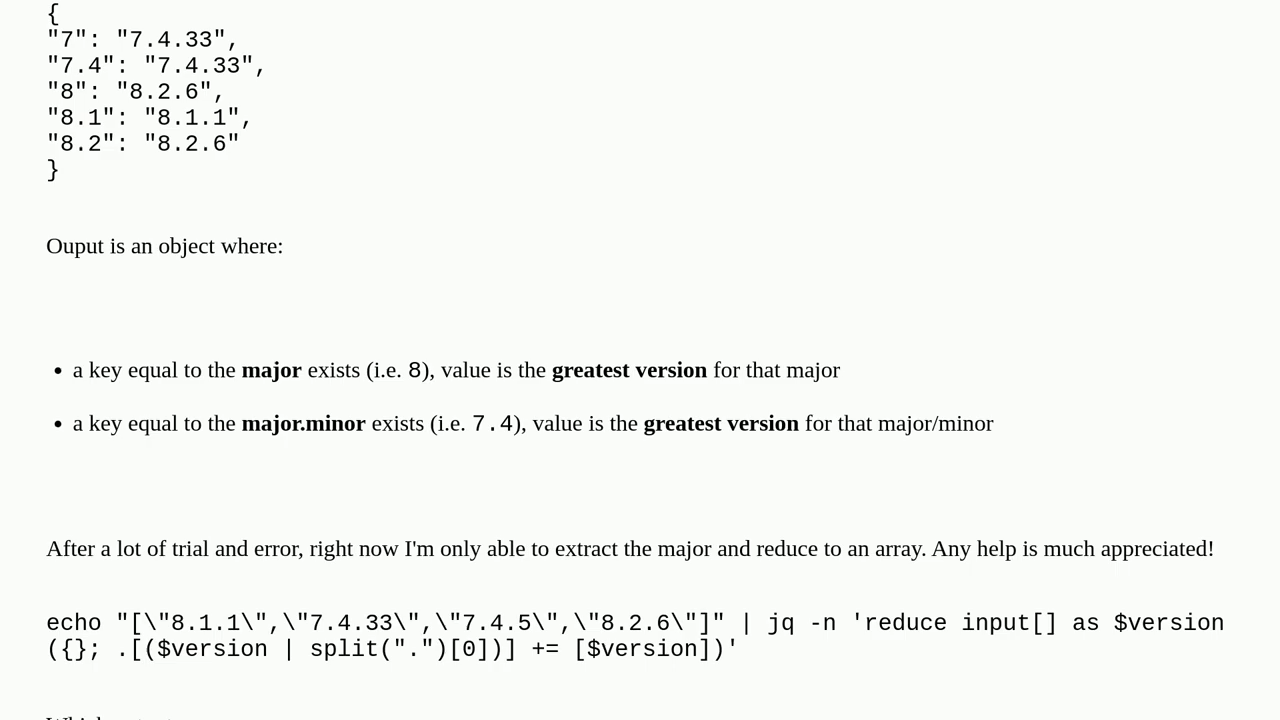 {
"7": "7.4.33",
"7.4": "7.4.33",
"8": "8.2.6",
"8.1": "8.1.1",
"8.2": "8.2.6"
}
Ouput is an object where:
• a key equal to the major exists (i.e. 8), value is the greatest version for that major
• a key equal to the major.minor exists (i.e. 7.4), value is the greatest version for that major/minor
After a lot of trial and error, right now I'm only able to extract the major and reduce to an array. Any help is much appreciated!
echo "[\"8.1.1\",\"7.4.33\",\"7.4.5\",\"8.2.6\"]" | jq -n 'reduce input[] as $version
({}; .[($version | split(".")[0])] += [$version])'